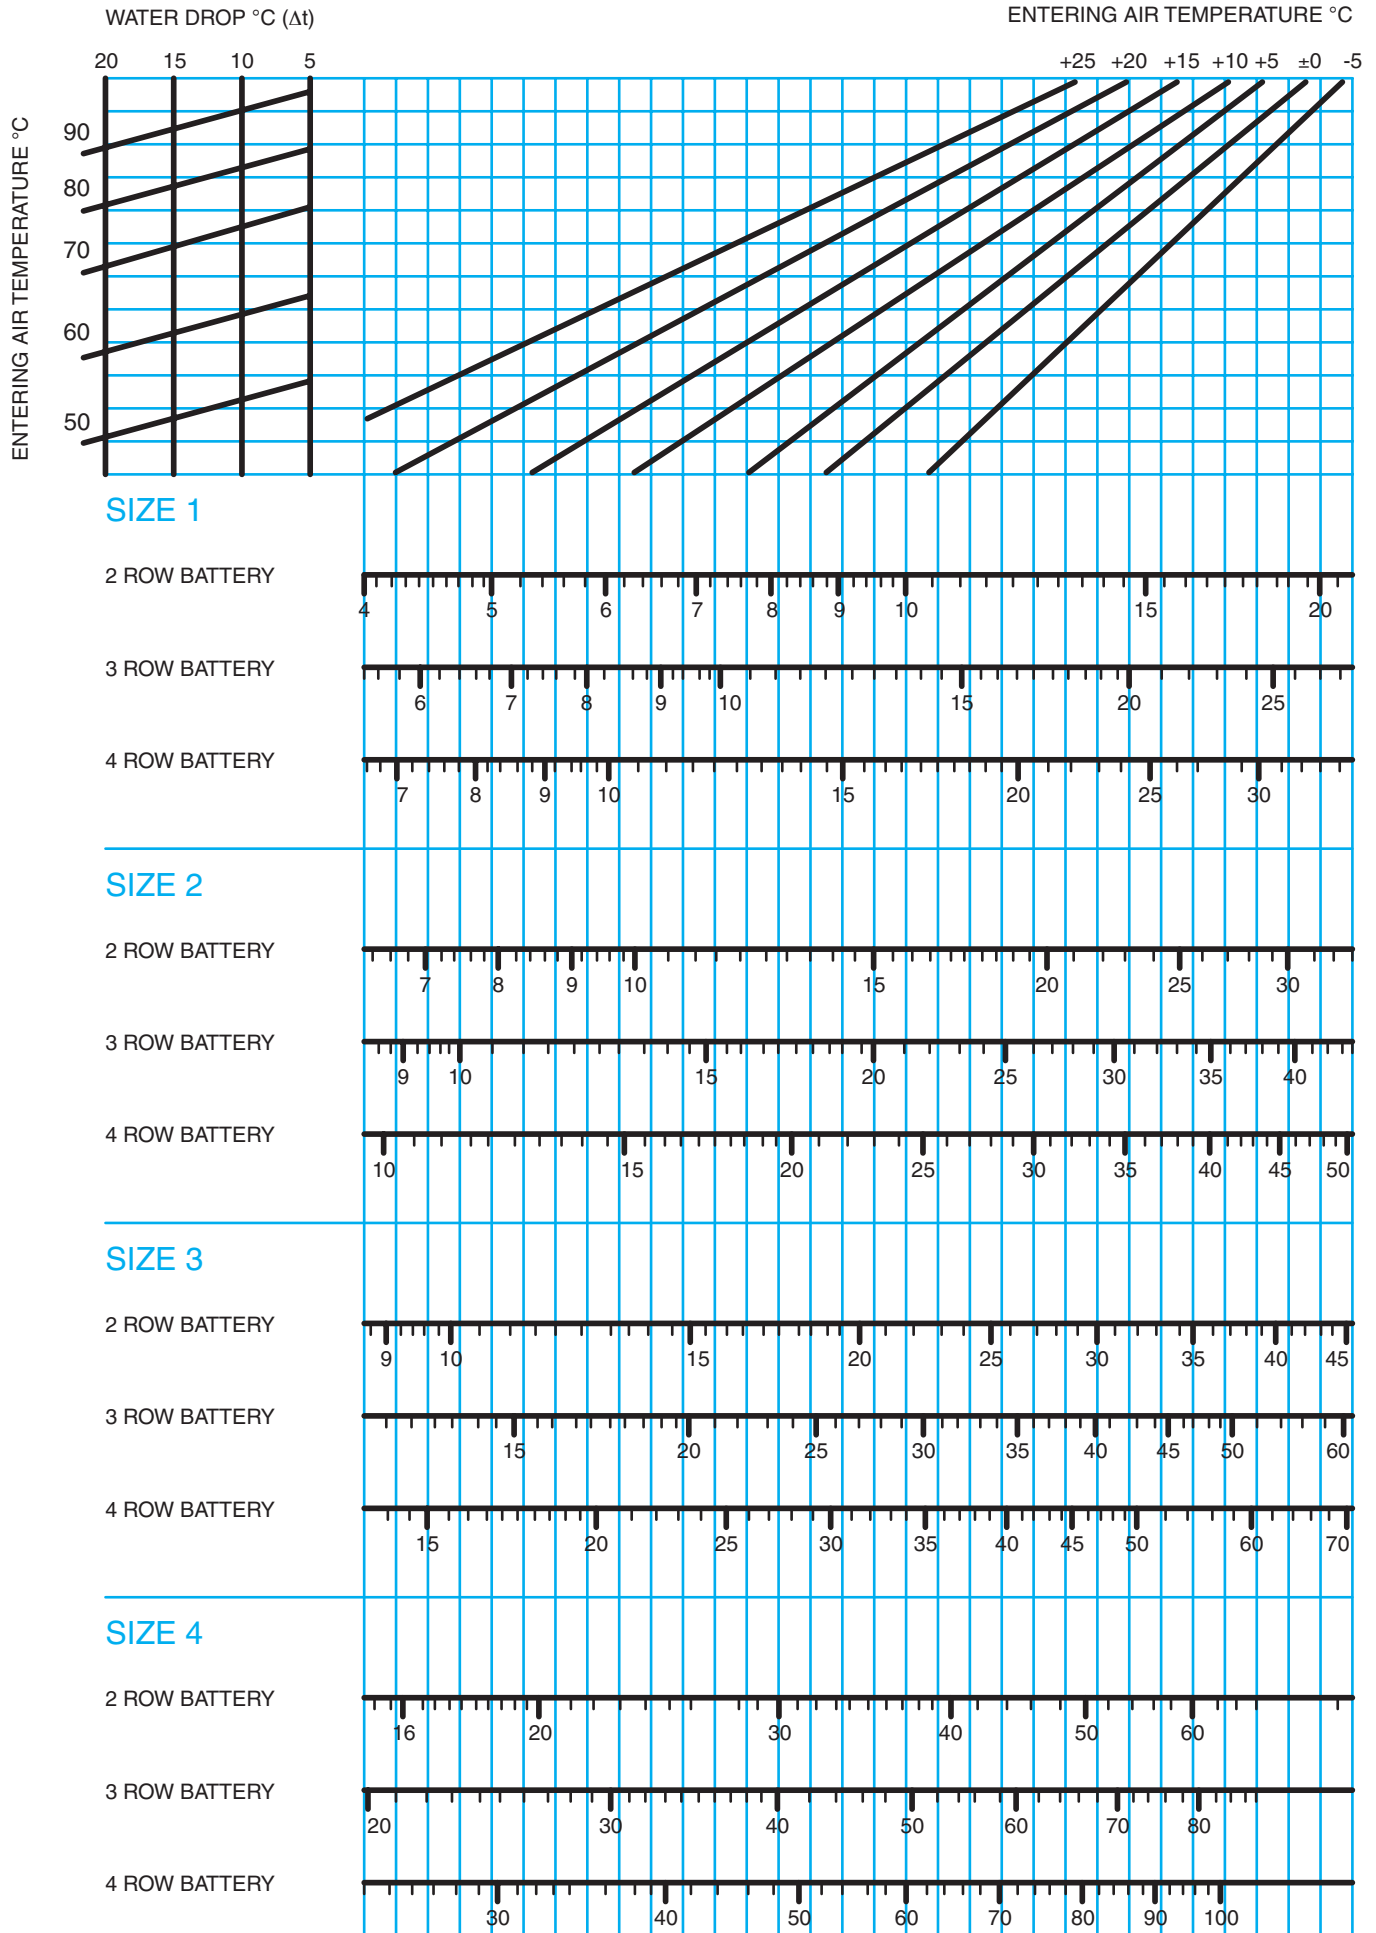 WATER DROP °C (Δt) ENTERING AIR TEMPERATURE °C
20 15 10 5 +25 +20 +15 +10 +5 ±0 -5
ENTERING AIR TEMPERATURE °C
90
80
70
60
50
SIZE 1
2 ROW BATTERY
4 5 6 7 8 9 10 15 20
3 ROW BATTERY
6 7 8 9 10 15 20 25
4 ROW BATTERY
7 8 9 10 15 20 25 30
SIZE 2
2 ROW BATTERY
7 8 9 10 15 20 25 30
3 ROW BATTERY
9 10 15 20 25 30 35 40
4 ROW BATTERY
10 15 20 25 30 35 40 45 50
SIZE 3
2 ROW BATTERY
9 10 15 20 25 30 35 40 45
3 ROW BATTERY
15 20 25 30 35 40 45 50 60
4 ROW BATTERY
15 20 25 30 35 40 45 50 60 70
SIZE 4
2 ROW BATTERY
16 20 30 40 50 60
3 ROW BATTERY
20 30 40 50 60 70 80
4 ROW BATTERY
30 40 50 60 70 80 90 100